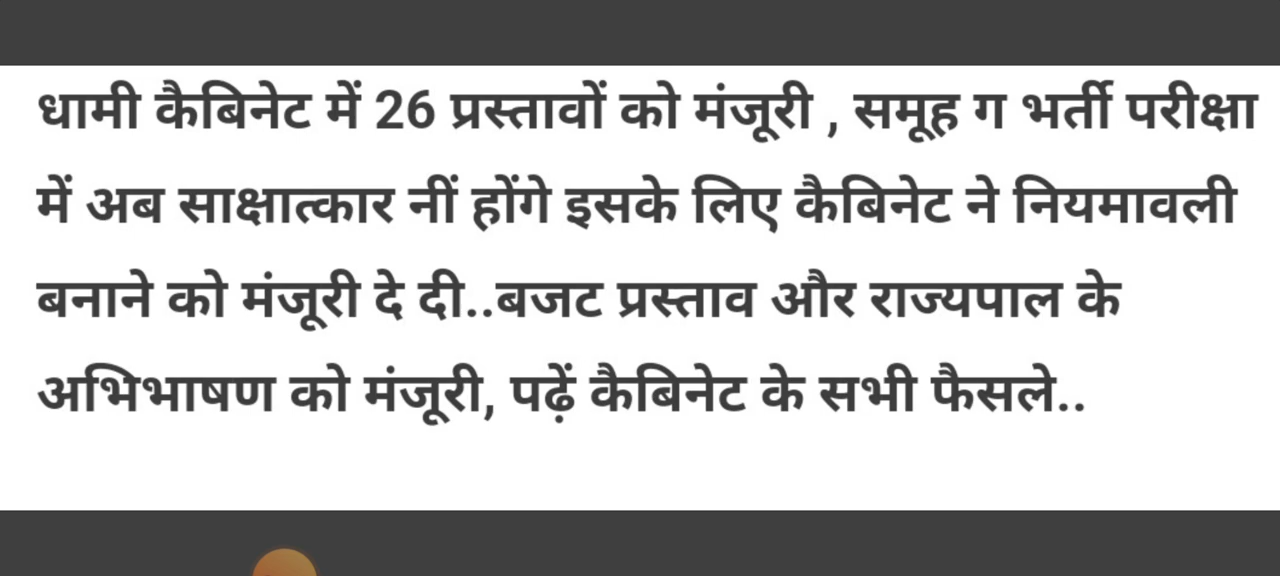 धामी कैबिनेट में 26 प्रस्तावों को मंजूरी , समूह ग भर्ती परीक्षा
में अब साक्षात्कार नीं होंगे इसके लिए कैबिनेट ने नियमावली
बनाने को मंजूरी दे दी..बजट प्रस्ताव और राज्यपाल के
अभिभाषण को मंजूरी, पढ़ें कैबिनेट के सभी फैसले..